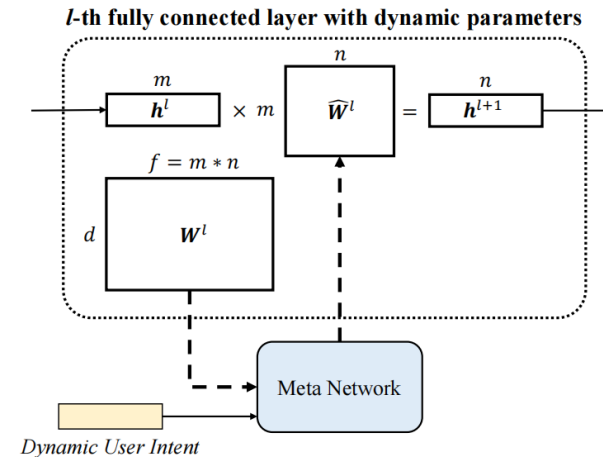 l-th fully connected layer with dynamic parameters
m n n
h^l × m Ŵ^l = h^{l+1}
f = m * n
d W^l
Meta Network
Dynamic User Intent